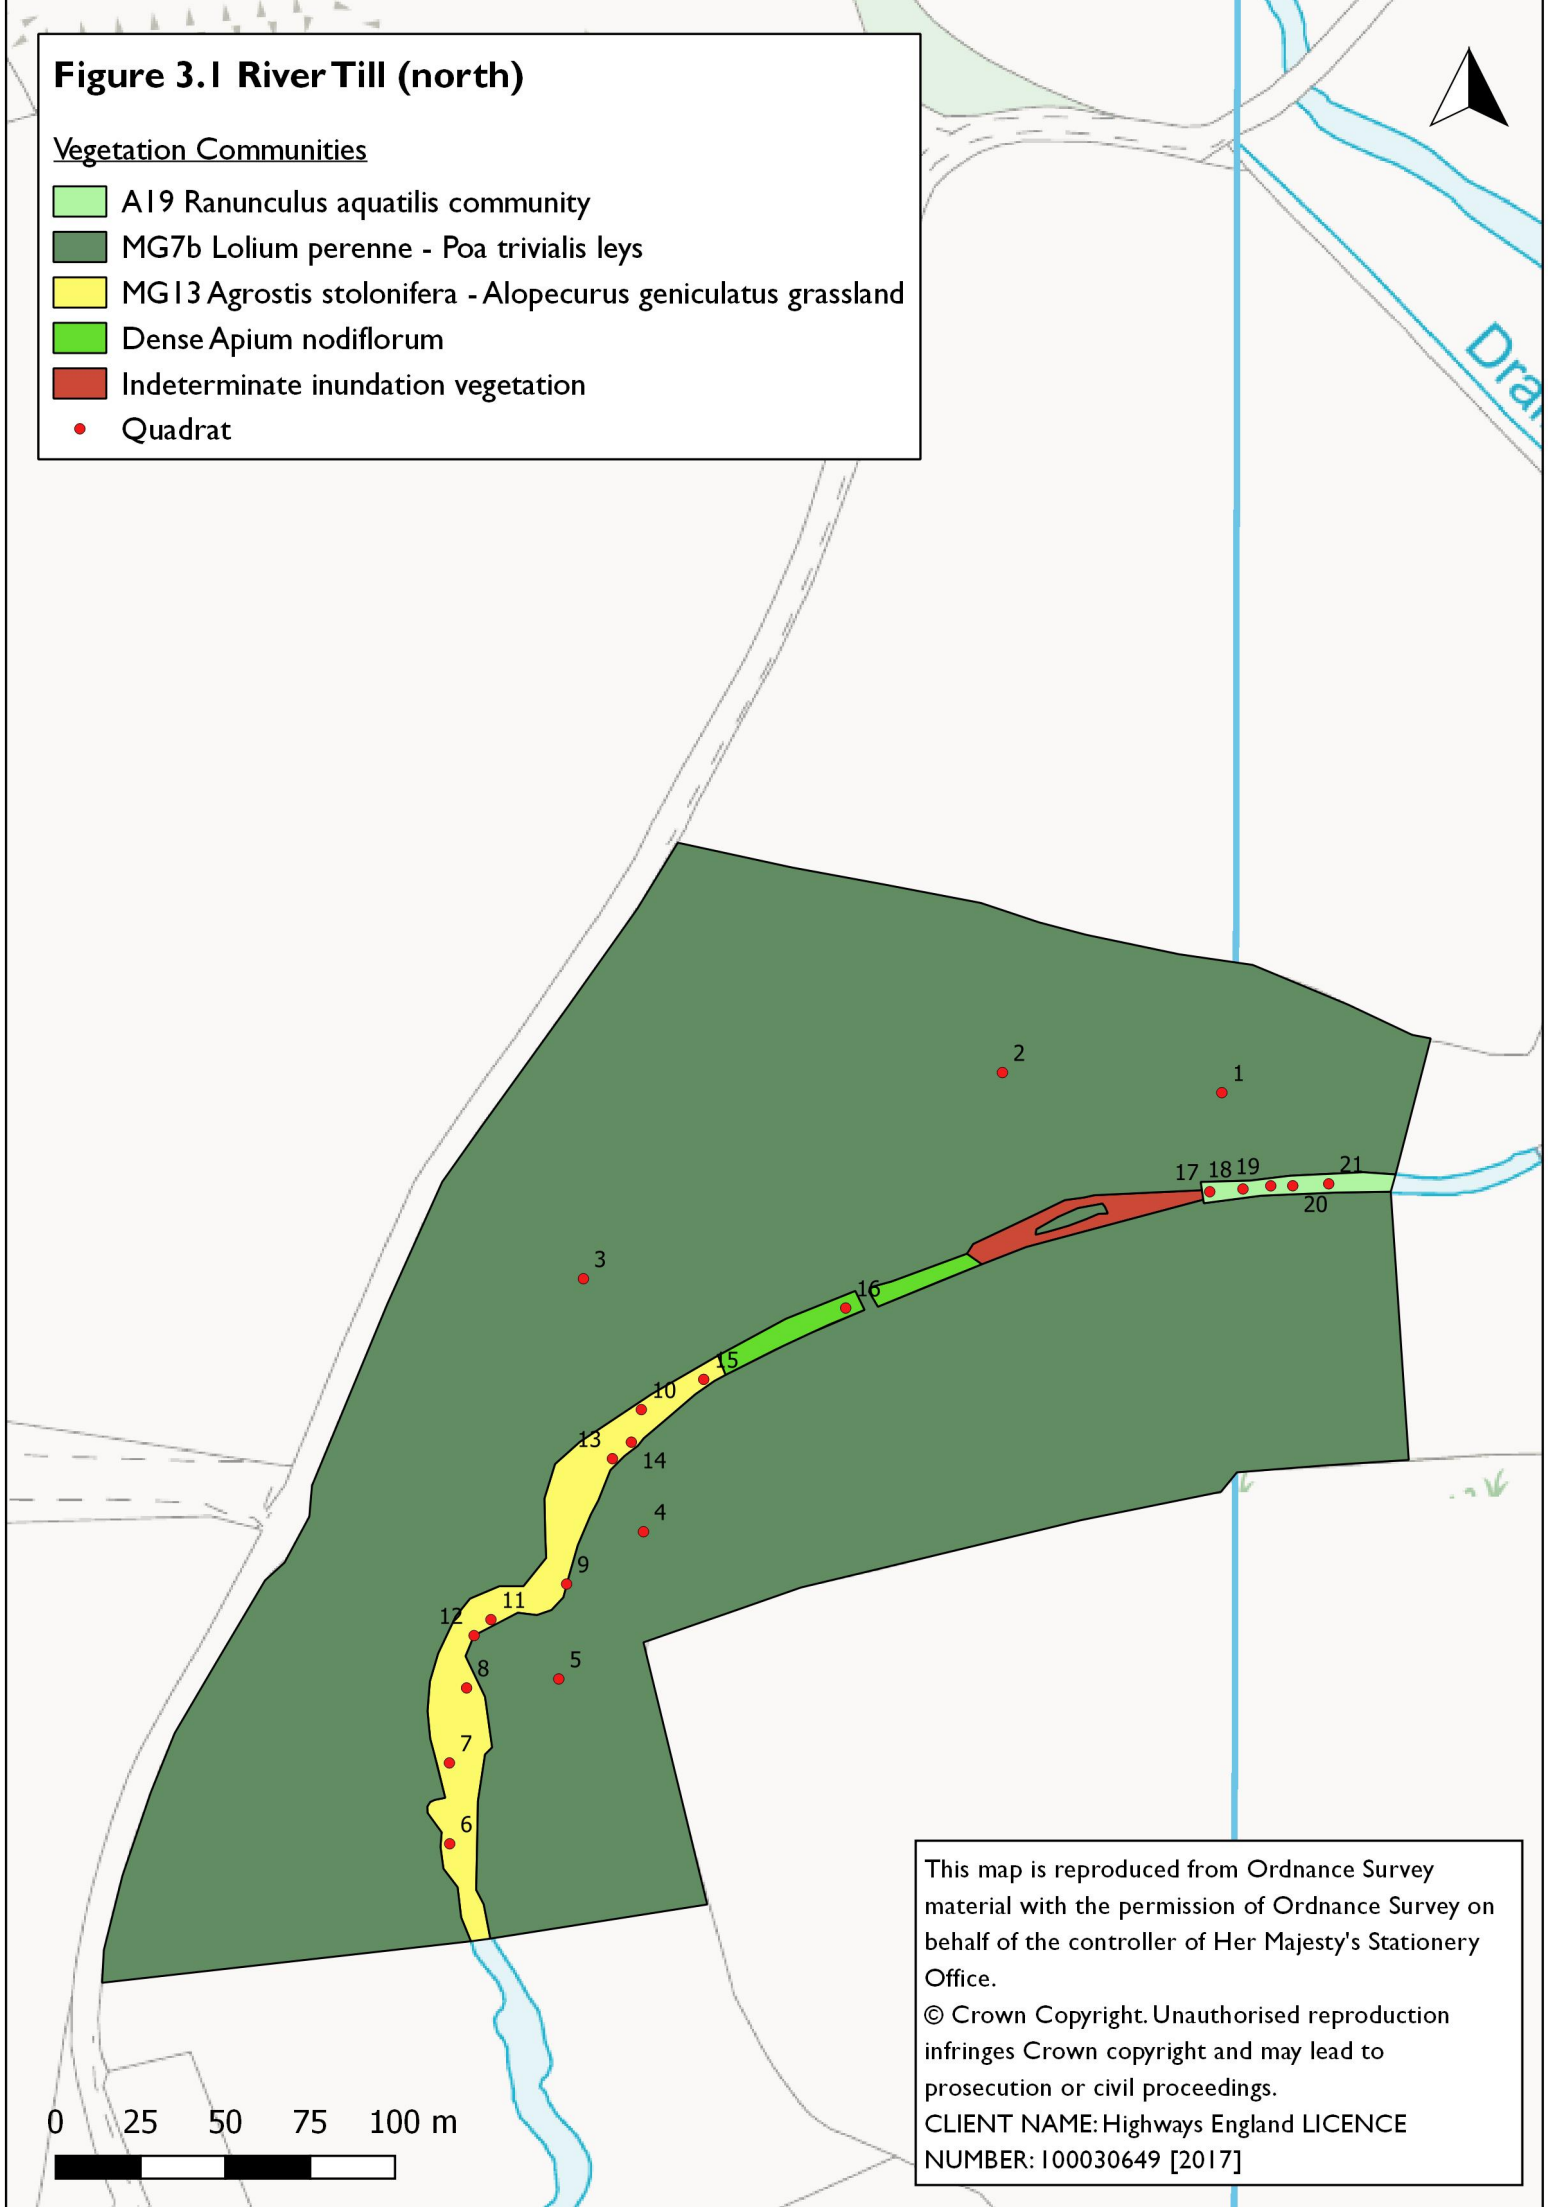 Figure 3.1 River Till (north)
Vegetation Communities
A19 Ranunculus aquatilis community
MG7b Lolium perenne - Poa trivialis leys
MG13 Agrostis stolonifera - Alopecurus geniculatus grassland
Dense Apium nodiflorum
Indeterminate inundation vegetation
Quadrat
2
1
17 18 19
21
20
3
16
15
10
13
14
4
9
11
12
5
8
7
6
This map is reproduced from Ordnance Survey
material with the permission of Ordnance Survey on
behalf of the controller of Her Majesty's Stationery
Office.
© Crown Copyright. Unauthorised reproduction
infringes Crown copyright and may lead to
prosecution or civil proceedings.
CLIENT NAME: Highways England LICENCE
NUMBER: 100030649 [2017]
0 25 50 75 100 m